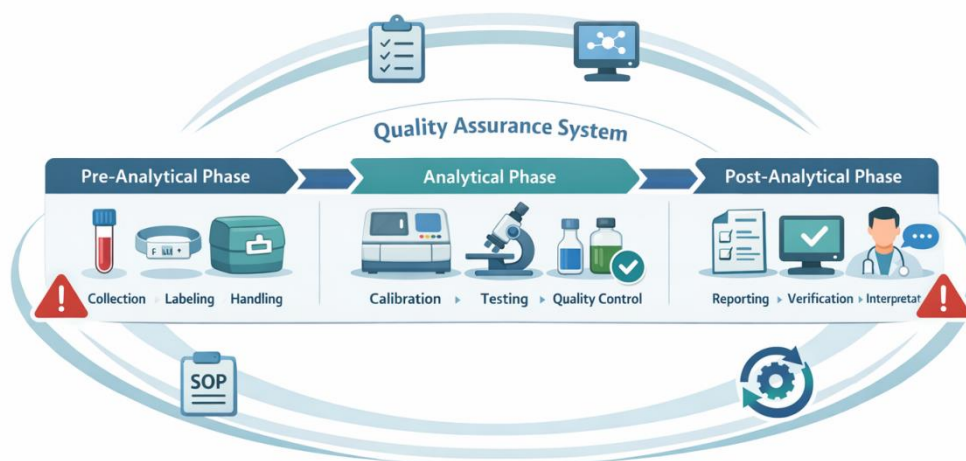 Quality Assurance System
Pre-Analytical Phase
Analytical Phase
Post-Analytical Phase
Collection
Labeling
Handling
Calibration
Testing
Quality Control
Reporting
Verification
Interpretat
SOP